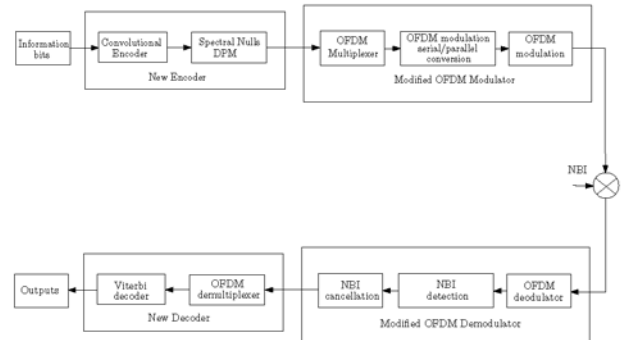 Information
bits
Convolutional
Encoder
Spectral Nulls
DPM
New Encoder
OFDM
Multiplexer
OFDM modulation
serial/parallel
conversion
OFDM
modulation
Modified OFDM Modulator
NBI
Outputs
Viterbi
decoder
OFDM
demultiplexer
New Decoder
NBI
cancellation
NBI
detection
OFDM
deodulator
Modified OFDM Demodulator